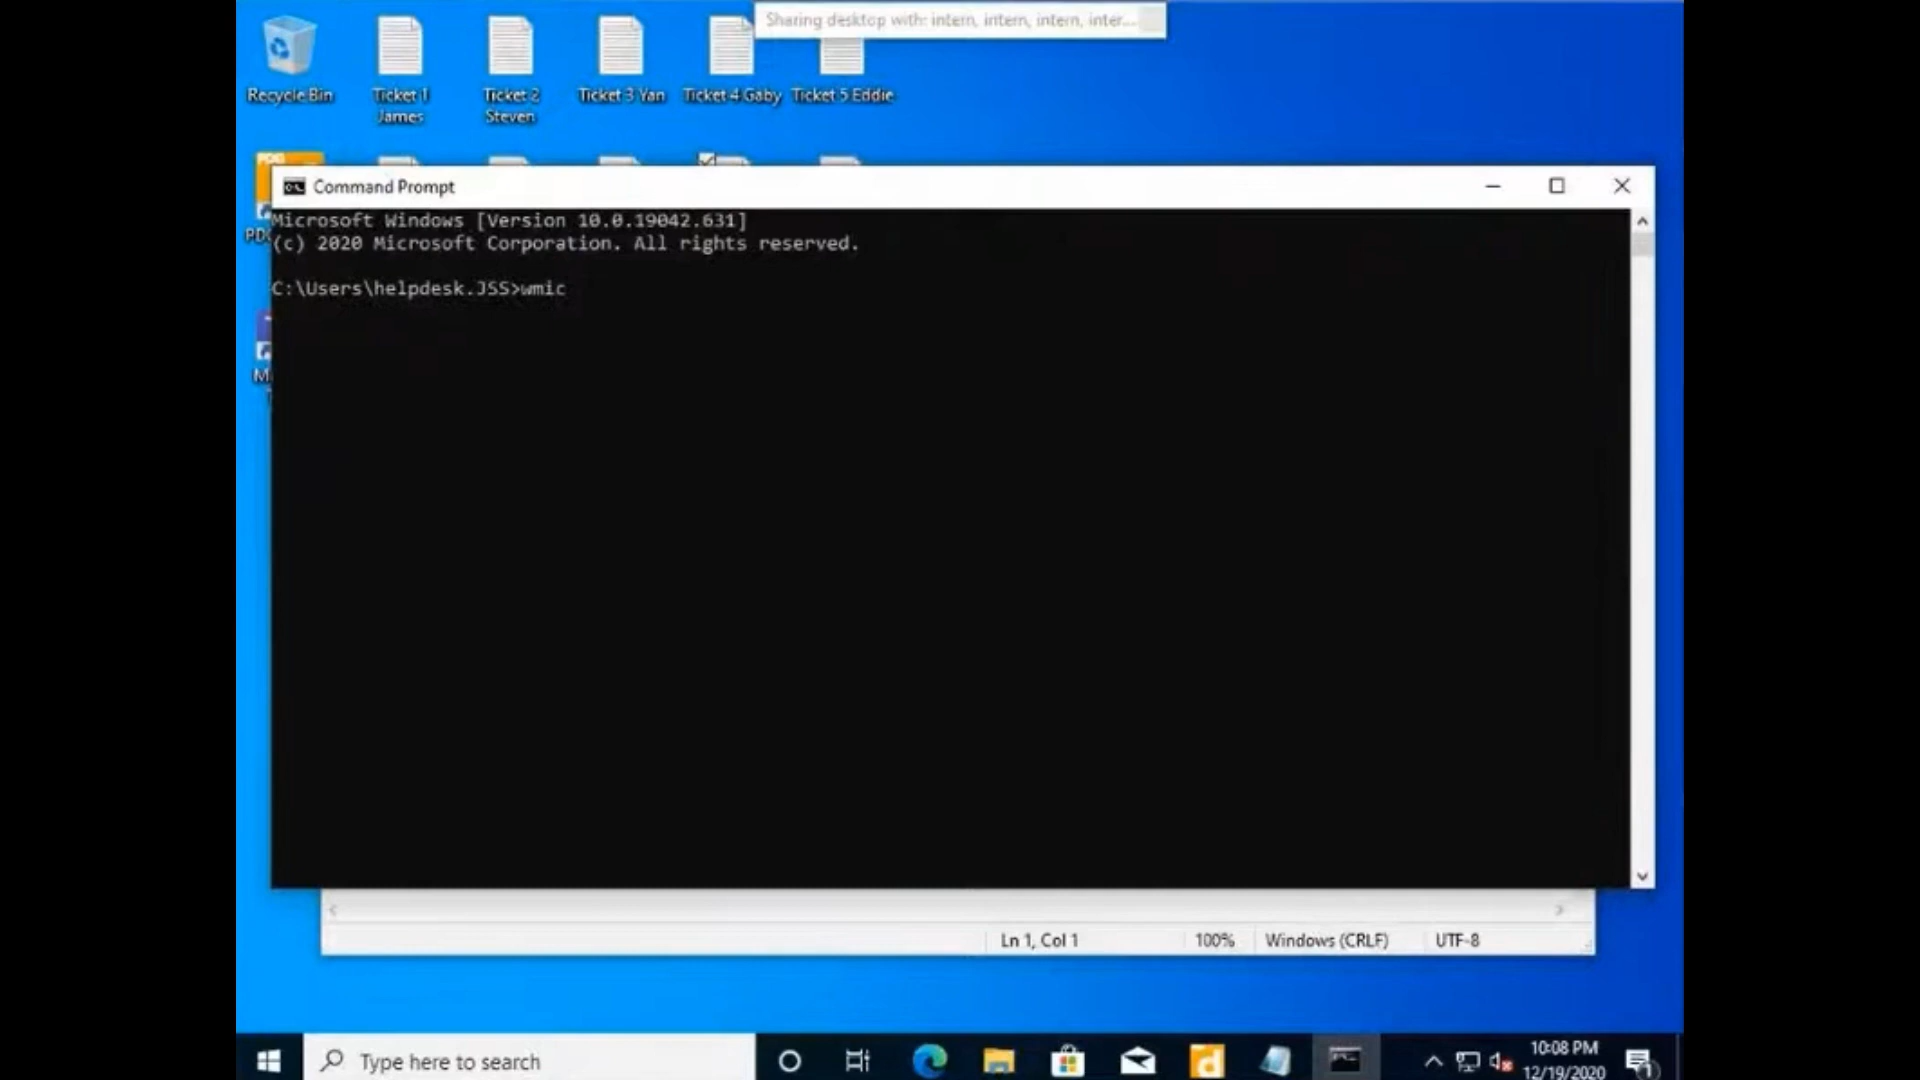 Sharing desktop with: intern, intern, intern, inter...
Recycle Bin
Ticket 1
James
Ticket 2
Steven
Ticket 3 Yan
Ticket 4 Gaby
Ticket 5 Eddie
Command Prompt
Microsoft Windows [Version 10.0.19042.631]
(c) 2020 Microsoft Corporation. All rights reserved.
C:\Users\helpdesk.JSS>wmic
Ln 1, Col 1
100%
Windows (CRLF)
UTF-8
Type here to search
10:08 PM
12/19/2020